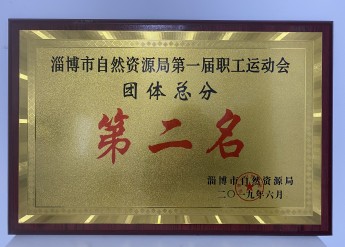 淄博市自然资源局第一届职工运动会
团体总分
第二名
淄博市自然资源局
二〇一九年六月